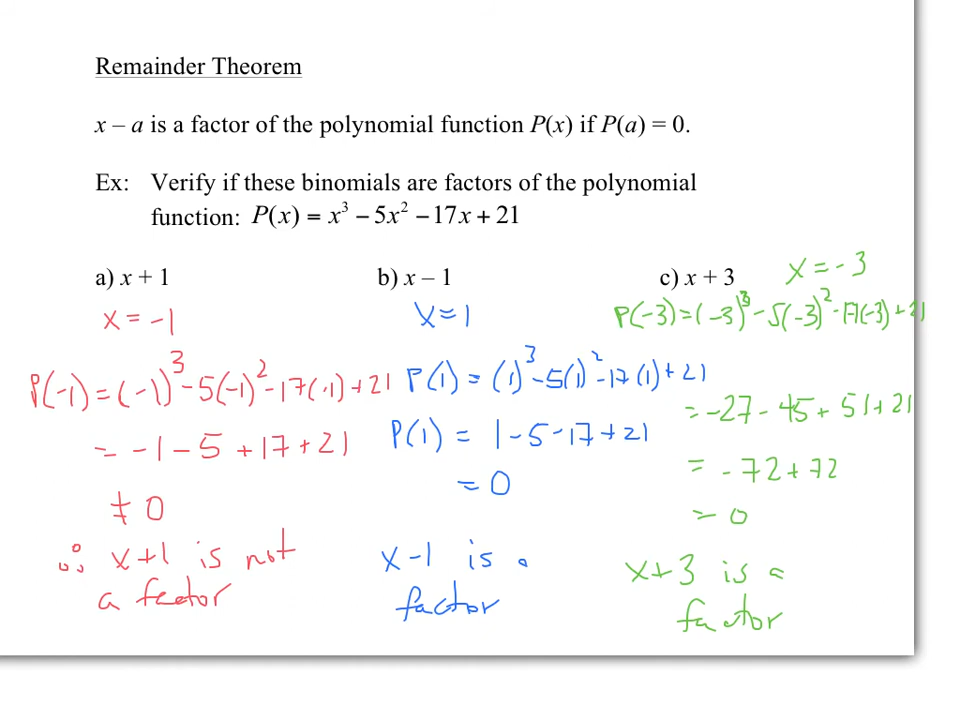 Remainder Theorem
x – a is a factor of the polynomial function P(x) if P(a) = 0.
Ex: Verify if these binomials are factors of the polynomial
function: P(x) = x³ − 5x² − 17x + 21
a) x + 1
x = -1
P(-1) = (-1)³ - 5(-1)² - 17(-1) + 21
= -1 - 5 + 17 + 21
≠ 0
∴ x+1 is not
a factor
b) x – 1
x = 1
P(1) = (1)³ - 5(1)² - 17(1) + 21
P(1) = 1 - 5 - 17 + 21
= 0
x - 1 is a
factor
c) x + 3
x = -3
P(-3) = (-3)³ - 5(-3)² - 17(-3) + 21
= -27 - 45 + 51 + 21
= -72 + 72
= 0
x + 3 is a
factor